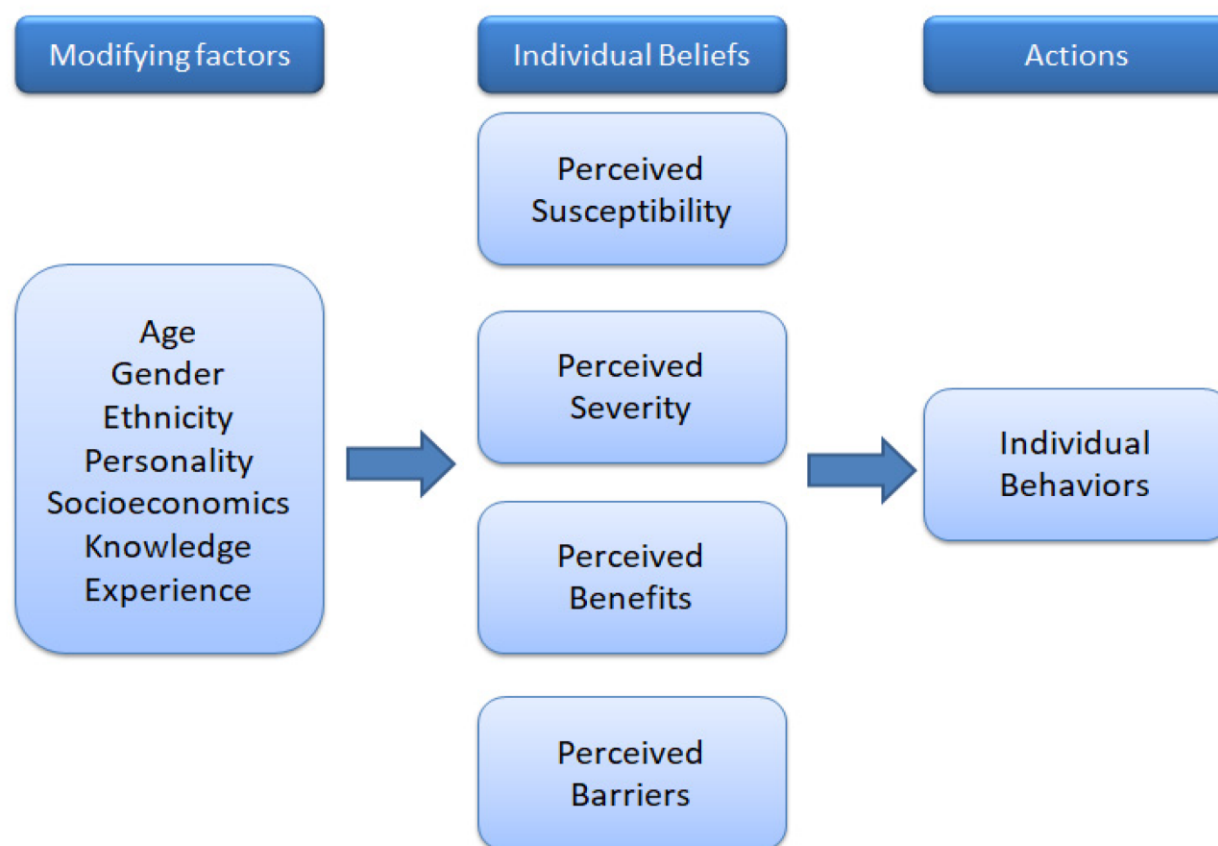 Modifying factors
Individual Beliefs
Actions
Age
Gender
Ethnicity
Personality
Socioeconomics
Knowledge
Experience
Perceived
Susceptibility
Perceived
Severity
Perceived
Benefits
Perceived
Barriers
Individual
Behaviors